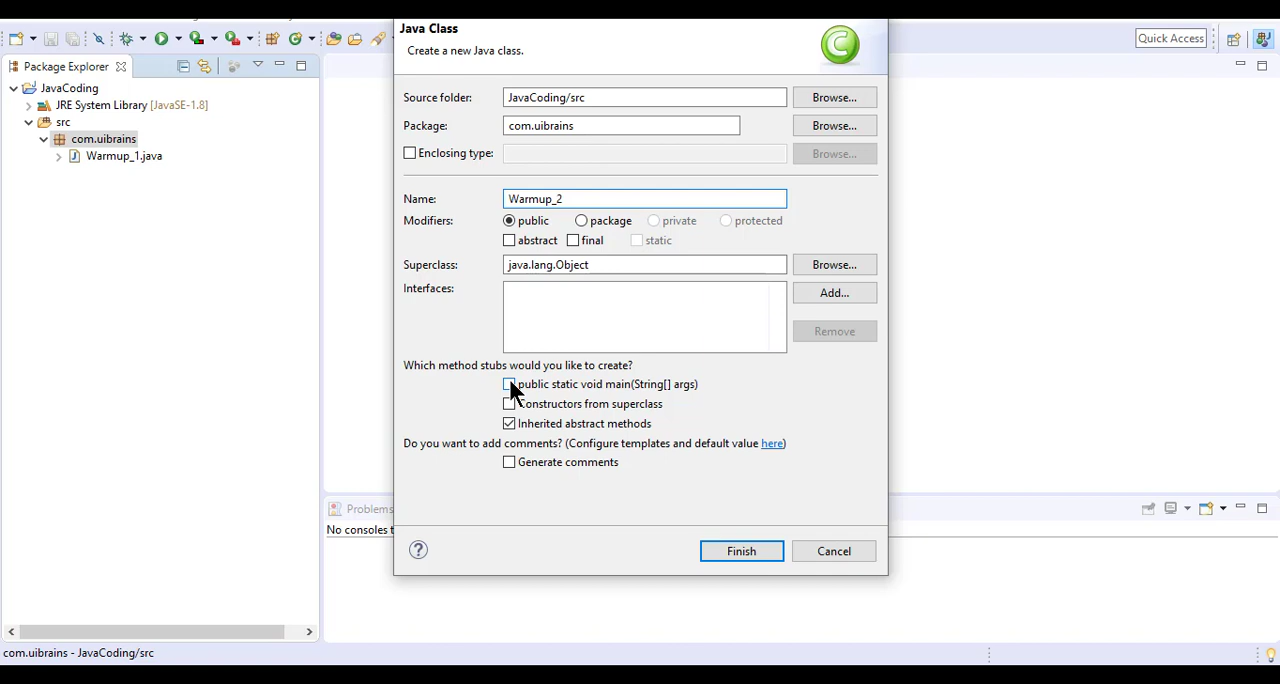 Java Class
Create a new Java class.
Quick Access
Package Explorer
JavaCoding
JRE System Library [JavaSE-1.8]
src
com.uibrains
Warmup_1.java
Source folder: JavaCoding/src Browse...
Package: com.uibrains Browse...
Enclosing type: Browse...
Name: Warmup_2
Modifiers: public package private protected
abstract final static
Superclass: java.lang.Object Browse...
Interfaces: Add...
Remove
Which method stubs would you like to create?
public static void main(String[] args)
Constructors from superclass
Inherited abstract methods
Do you want to add comments? (Configure templates and default value here)
Generate comments
Problems
No consoles
? Finish Cancel
com.uibrains - JavaCoding/src